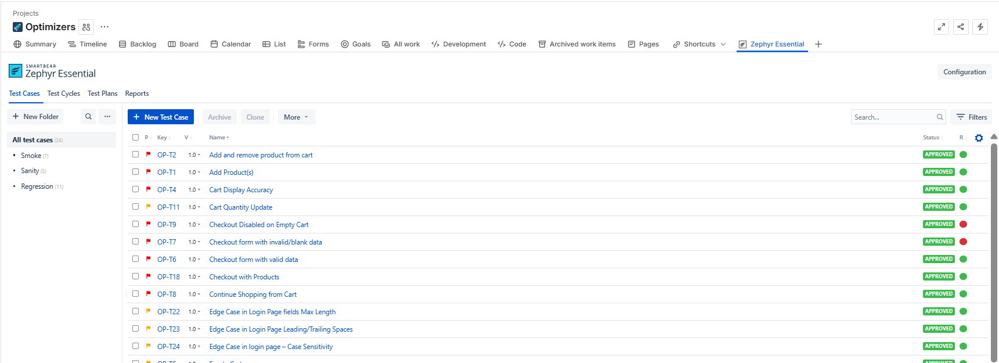 Projects
Optimizers
Summary Timeline Backlog Board Calendar List Forms Goals All work Development Code Archived work items Pages Shortcuts Zephyr Essential
SMARTBEAR
Zephyr Essential
Configuration
Test Cases Test Cycles Test Plans Reports
New Folder
New Test Case Archive Clone More Search... Filters
All test cases (24)
Smoke (7)
Sanity (5)
Regression (11)
P Key V Name Status R
OP-T2 1.0 Add and remove product from cart APPROVED
OP-T1 1.0 Add Product(s) APPROVED
OP-T4 1.0 Cart Display Accuracy APPROVED
OP-T11 1.0 Cart Quantity Update APPROVED
OP-T9 1.0 Checkout Disabled on Empty Cart APPROVED
OP-T7 1.0 Checkout form with invalid/blank data APPROVED
OP-T6 1.0 Checkout form with valid data APPROVED
OP-T18 1.0 Checkout with Products APPROVED
OP-T8 1.0 Continue Shopping from Cart APPROVED
OP-T22 1.0 Edge Case in Login Page fields Max Length APPROVED
OP-T23 1.0 Edge Case in Login Page Leading/Trailing Spaces APPROVED
OP-T24 1.0 Edge Case in login page – Case Sensitivity APPROVED
APPROVED